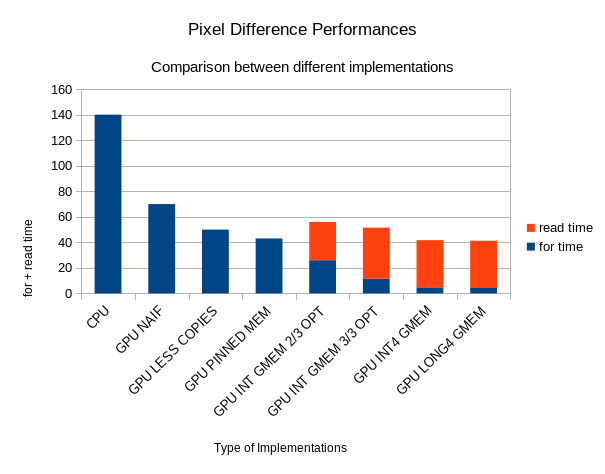 Pixel Difference Performances
Comparison between different implementations
160
140
120
100
80
60
40
20
0
for + read time
CPU
GPU NAIF
GPU LESS COPIES
GPU PINNED MEM
GPU INT GMEM 2/3 OPT
GPU INT GMEM 3/3 OPT
GPU INT4 GMEM
GPU LONG4 GMEM
read time
for time
Type of Implementations